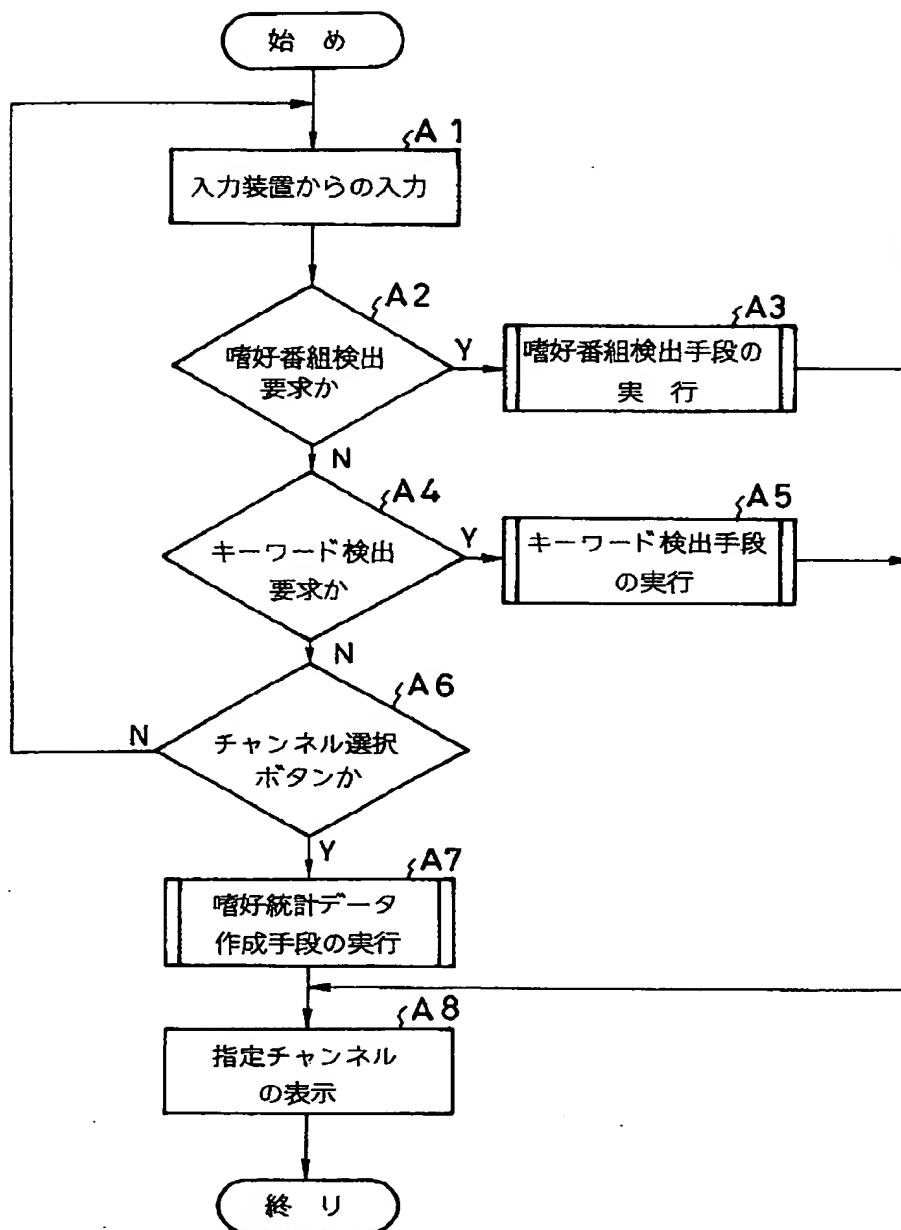 始め
A1
入力装置からの入力
A2
嗜好番組検出
要求か
Y
A3
嗜好番組検出手段の
実行
N
A4
キーワード検出
要求か
Y
A5
キーワード検出手段
の実行
N
A6
チャンネル選択
ボタンか
N
Y
A7
嗜好統計データ
作成手段の実行
A8
指定チャンネル
の表示
終り